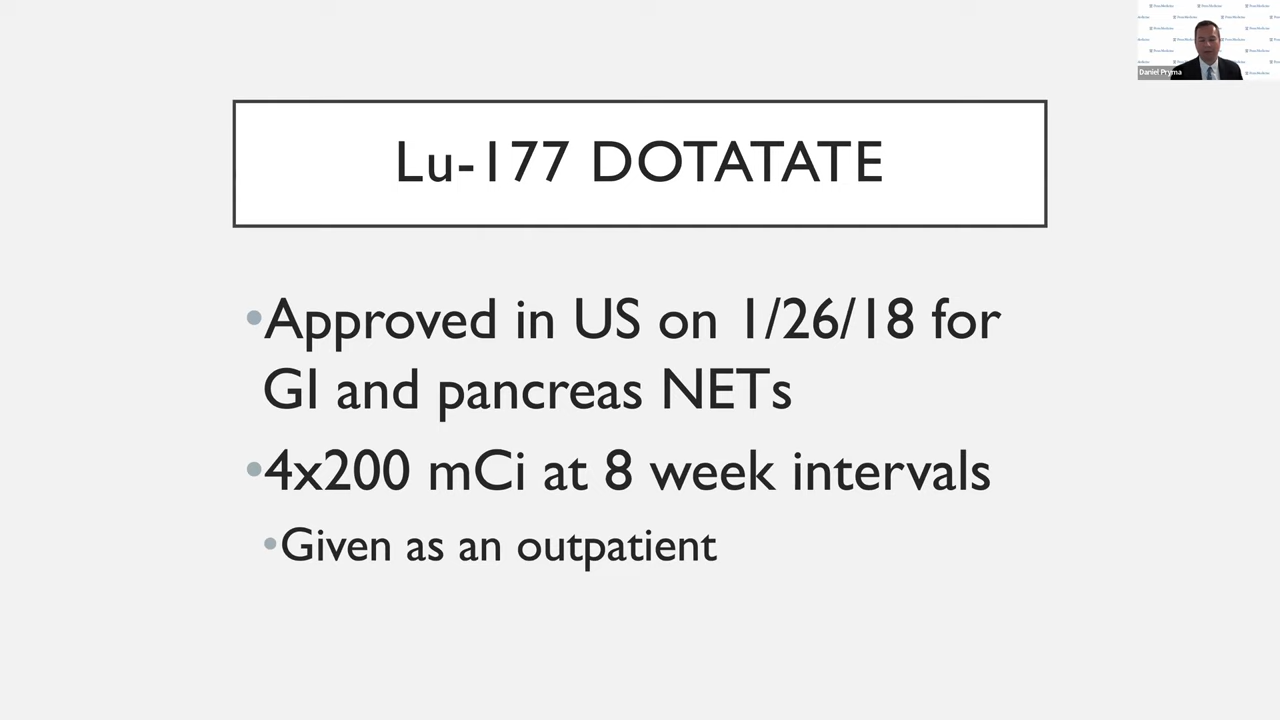 Daniel Pryma
Lu-177 DOTATATE
•Approved in US on 1/26/18 for
GI and pancreas NETs
•4x200 mCi at 8 week intervals
•Given as an outpatient